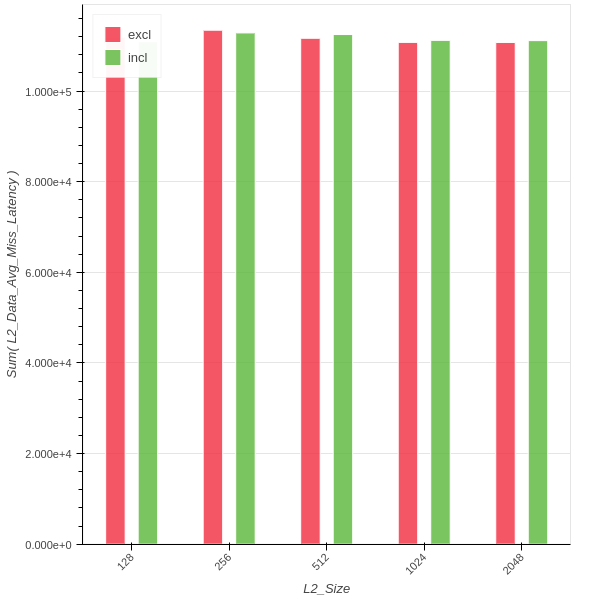 excl
incl
1.000e+5
8.000e+4
6.000e+4
4.000e+4
2.000e+4
0.000e+0
Sum( L2_Data_Avg_Miss_Latency )
128
256
512
1024
2048
L2_Size